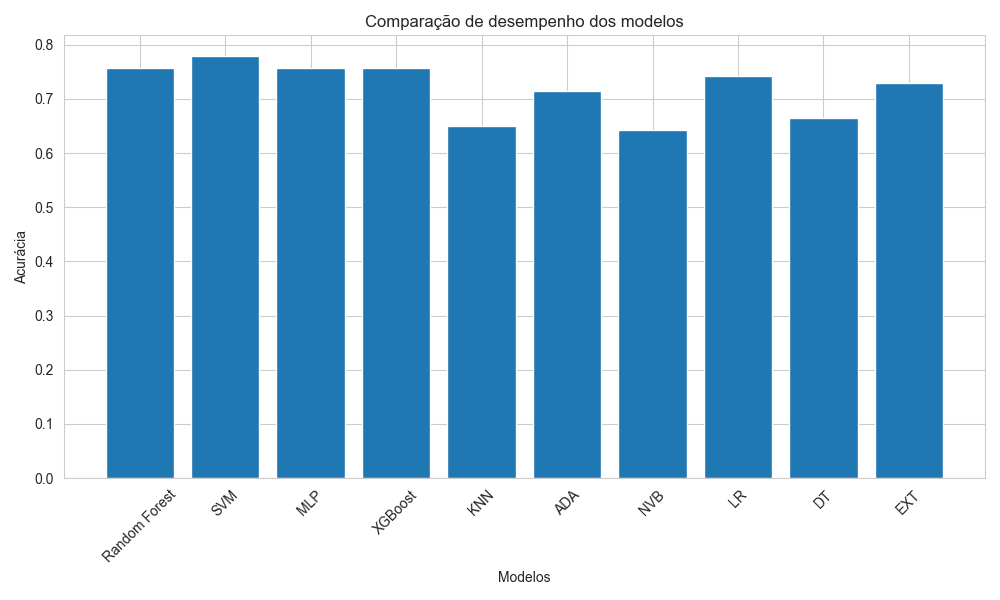 Comparação de desempenho dos modelos
Acurácia
0.8
0.7
0.6
0.5
0.4
0.3
0.2
0.1
0.0
Random Forest
SVM
MLP
XGBoost
KNN
ADA
NVB
LR
DT
EXT
Modelos